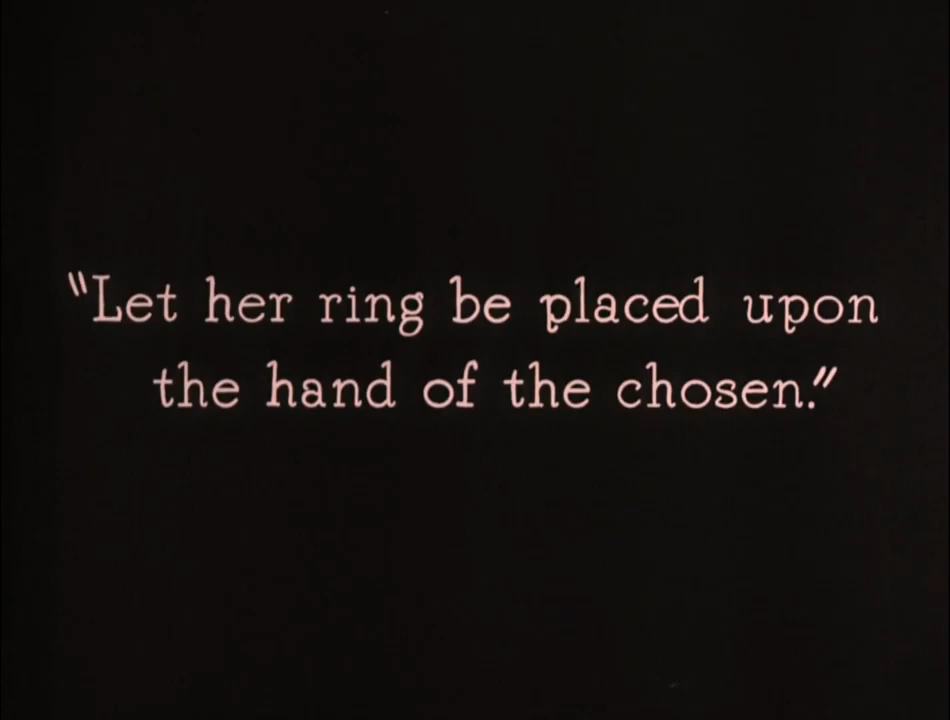 "Let her ring be placed upon
the hand of the chosen."